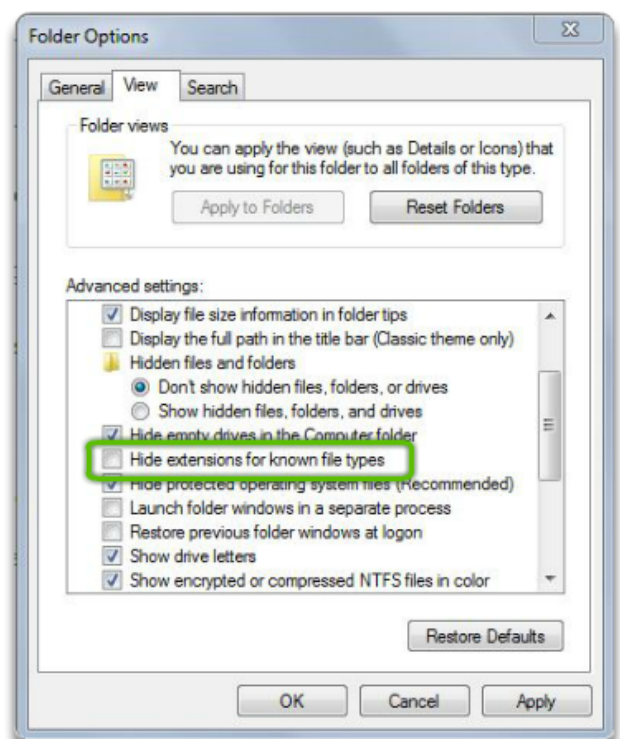 Folder Options
General View Search
Folder views
You can apply the view (such as Details or Icons) that
you are using for this folder to all folders of this type.
Apply to Folders Reset Folders
Advanced settings:
Display file size information in folder tips
Display the full path in the title bar (Classic theme only)
Hidden files and folders
Don't show hidden files, folders, or drives
Show hidden files, folders, and drives
Hide empty drives in the Computer folder
Hide extensions for known file types
Hide protected operating system files (Recommended)
Launch folder windows in a separate process
Restore previous folder windows at logon
Show drive letters
Show encrypted or compressed NTFS files in color
Restore Defaults
OK Cancel Apply